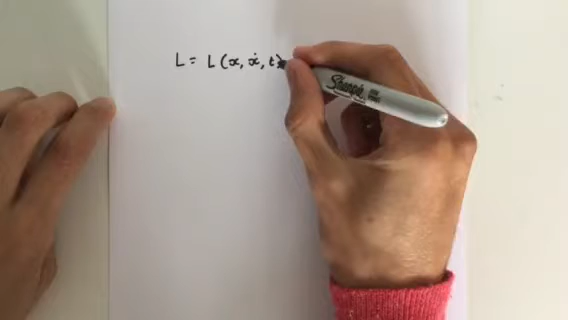 L = L(x, ẋ, t)
Sharpie